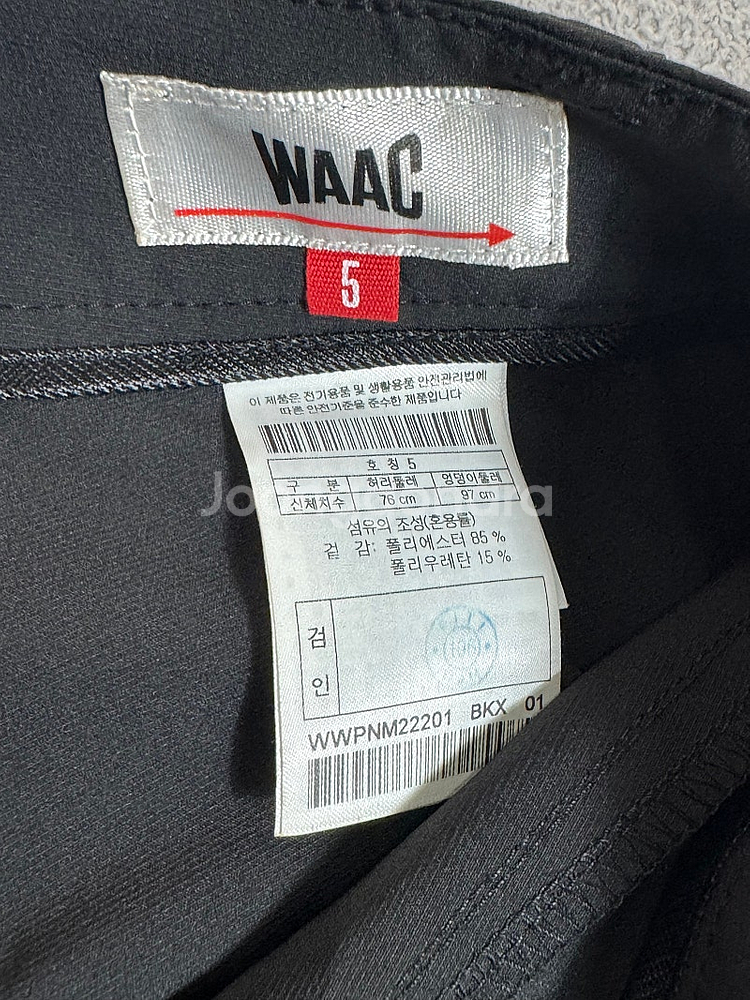 WAAC
5
이 제품은 전기용품 및 생활용품 안전관리법에
따른 안전기준을 준수한 제품입니다
호 칭 5
구 분 허리둘레 엉덩이둘레
신체치수 76 cm 97 cm
섬유의 조성(혼용률)
겉 감: 폴리에스터 85 %
폴리우레탄 15 %
검
인
WWPNM22201 BKX 01